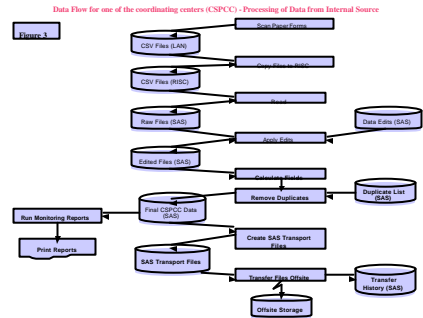 Data Flow for one of the coordinating centers (CSPCC) - Processing of Data from Internal Source
Figure 3
Scan Paper Forms
CSV Files (LAN)
Copy Files to RISC
CSV Files (RISC)
Read
Raw Files (SAS)
Apply Edits
Data Edits (SAS)
Edited Files (SAS)
Calculate Fields
Remove Duplicates
Duplicate List
(SAS)
Final CSPCC Data
(SAS)
Run Monitoring Reports
Print Reports
Create SAS Transport
Files
SAS Transport Files
Transfer Files Offsite
Transfer
History (SAS)
Offsite Storage